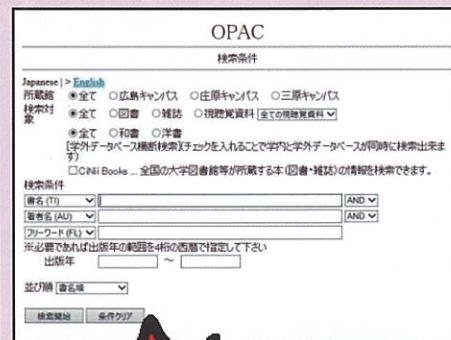 OPAC
検索条件
Japanese | > English
所蔵館 ◉全て ○広島キャンパス ○庄原キャンパス ○三原キャンパス
検索対象 ◉全て ○図書 ○雑誌 ○視聴覚資料 全ての視聴覚資料
◉全て ○和書 ○洋書
[学外データベース横断検索](チェックを入れることで学内と学外データベースが同時に検索出来ます)
□CiNii Books ... 全国の大学図書館等が所蔵する本(図書・雑誌)の情報を検索できます。
検索条件
書名 (TI) AND
著者名 (AU) AND
フリーワード (FL)
※必要であれば出版年の範囲を4桁の西暦で指定して下さい
出版年 ～
並び順 書名順
検索開始 条件クリア